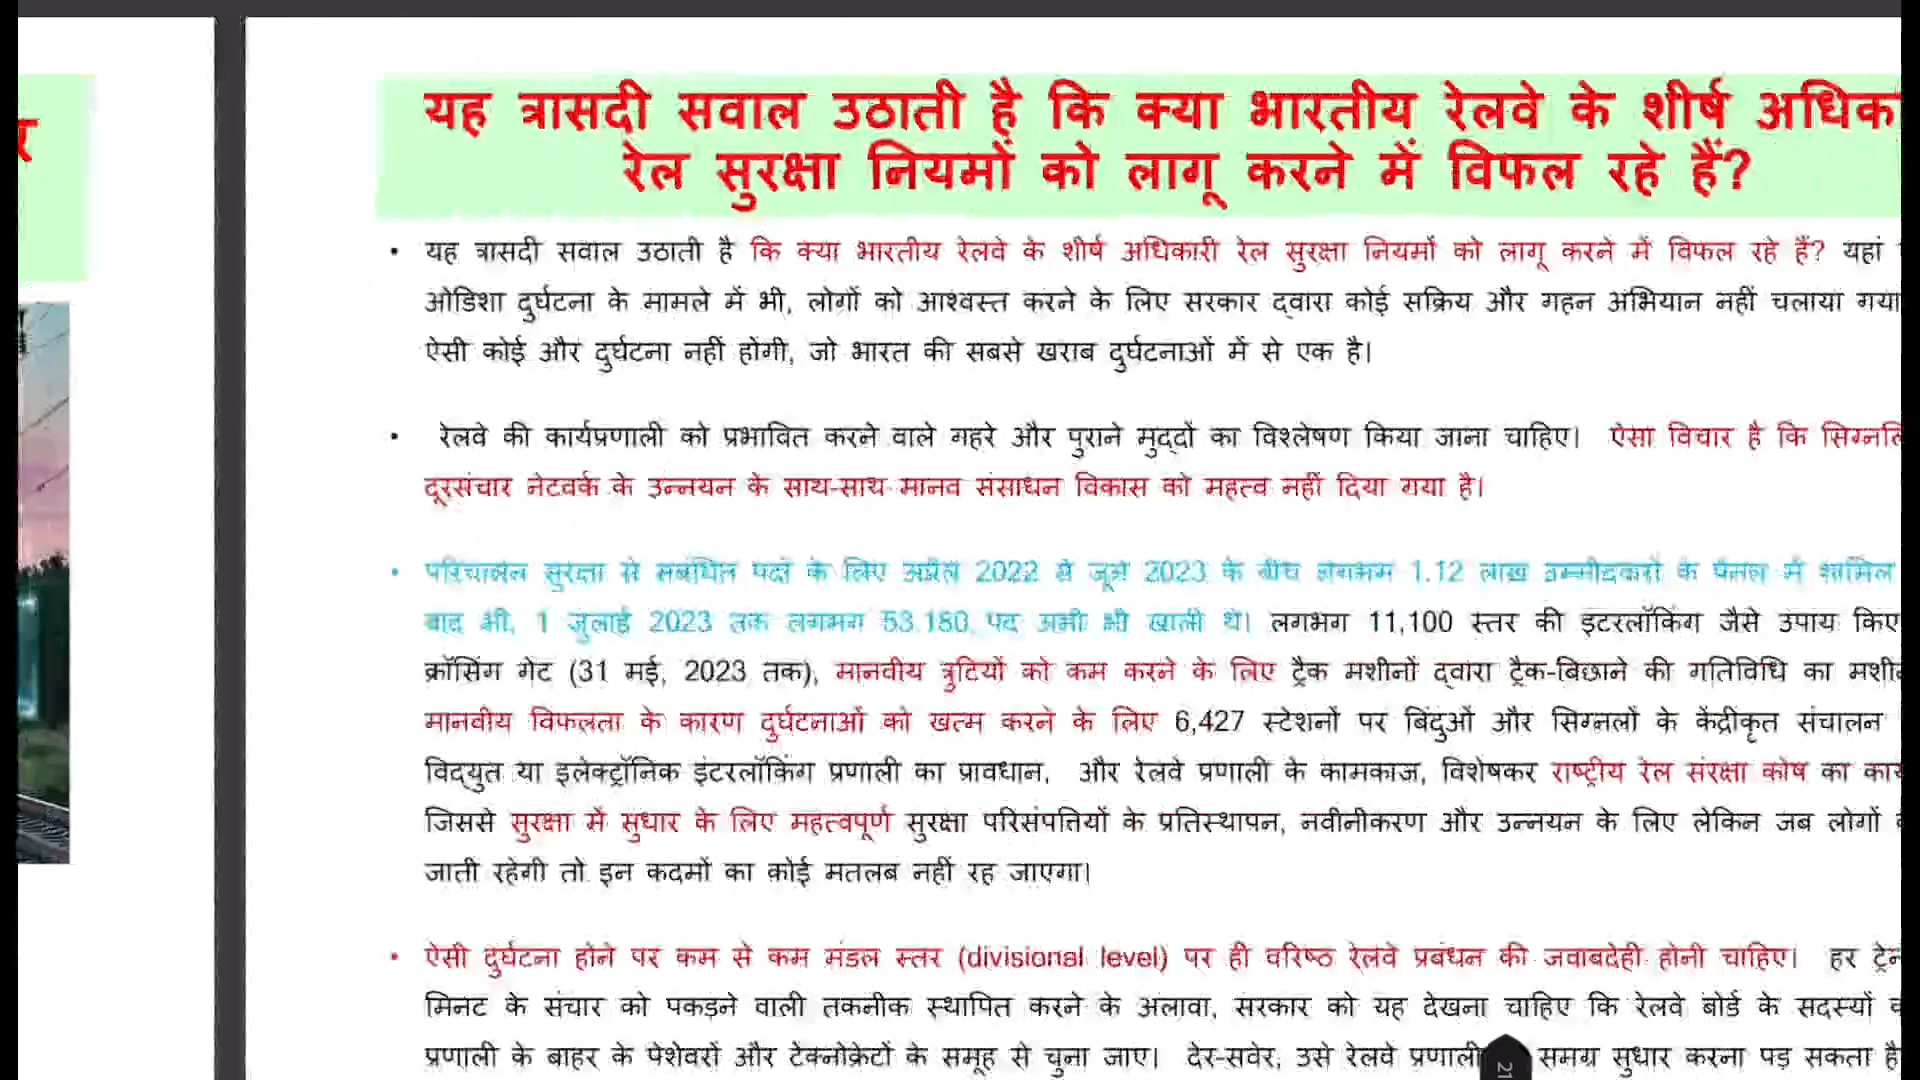 र
यह त्रासदी सवाल उठाती है कि क्या भारतीय रेलवे के शीर्ष अधिक
रेल सुरक्षा नियमों को लागू करने में विफल रहे हैं?
• यह त्रासदी सवाल उठाती है कि क्या भारतीय रेलवे के शीर्ष अधिकारी रेल सुरक्षा नियमों को लागू करने में विफल रहे हैं? यहां
ओडिशा दुर्घटना के मामले में भी, लोगों को आश्वस्त करने के लिए सरकार द्वारा कोई सक्रिय और गहन अभियान नहीं चलाया गया
ऐसी कोई और दुर्घटना नहीं होगी, जो भारत की सबसे खराब दुर्घटनाओं में से एक है।
• रेलवे की कार्यप्रणाली को प्रभावित करने वाले गहरे और पुराने मुद्दों का विश्लेषण किया जाना चाहिए। ऐसा विचार है कि
दूरसंचार नेटवर्क के उन्नयन के साथ-साथ मानव संसाधन विकास को महत्व नहीं दिया गया है।
• परिचालन सुरक्षा से संबंधित पदों के लिए अप्रैल 2022 से जून 2023 के बीच लगभग 1.12 लाख उम्मीदवारों के पैनल में शामिल
बाद भी, 1 जुलाई 2023 तक लगभग 53,180 पद अभी भी खाली थे। लगभग 11,100 स्तर की इंटरलॉकिंग जैसे उपाय किए
क्रॉसिंग गेट (31 मई, 2023 तक), मानवीय त्रुटियों को कम करने के लिए ट्रैक मशीनों द्वारा ट्रैक-बिछाने की गतिविधि का
मानवीय विफलता के कारण दुर्घटनाओं को खत्म करने के लिए 6,427 स्टेशनों पर बिंदुओं और सिग्नलों के केंद्रीकृत संचालन
विद्युत या इलेक्ट्रॉनिक इंटरलॉकिंग प्रणाली का प्रावधान, और रेलवे प्रणाली के कामकाज, विशेषकर राष्ट्रीय रेल संरक्षा कोष का
जिससे सुरक्षा में सुधार के लिए महत्वपूर्ण सुरक्षा परिसंपत्तियों के प्रतिस्थापन, नवीनीकरण और उन्नयन के लिए लेकिन जब लोगों
जाती रहेगी तो इन कदमों का कोई मतलब नहीं रह जाएगा।
• ऐसी दुर्घटना होने पर कम से कम मंडल स्तर (divisional level) पर ही वरिष्ठ रेलवे प्रबंधन की जवाबदेही होनी चाहिए। हर
मिनट के संचार को पकड़ने वाली तकनीक स्थापित करने के अलावा, सरकार को यह देखना चाहिए कि रेलवे बोर्ड के सदस्यों
प्रणाली के बाहर के पेशेवरों और टेक्नोक्रेटों के समूह से चुना जाए। देर-सवेर, उसे रेलवे प्रणाली समग्र सुधार करना पड़ सकता है
21